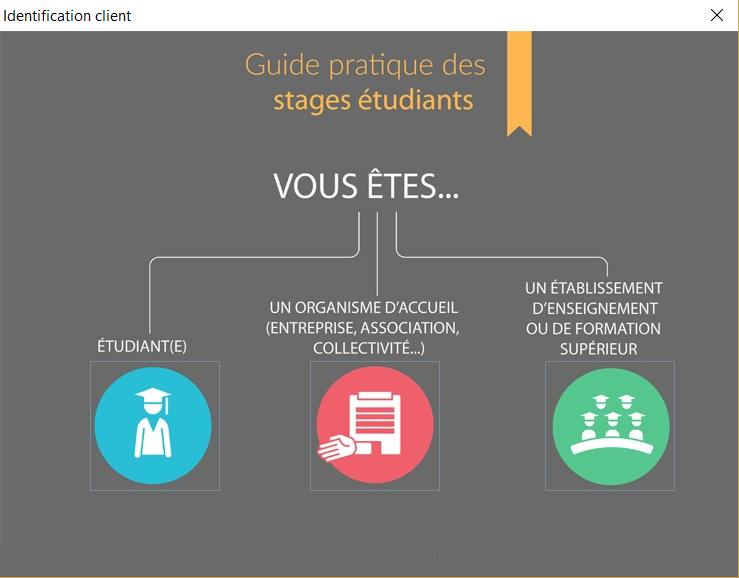 Identification client
Guide pratique des
stages étudiants
VOUS ÊTES...
ÉTUDIANT(E)
UN ORGANISME D'ACCUEIL
(ENTREPRISE, ASSOCIATION,
COLLECTIVITÉ...)
UN ÉTABLISSEMENT
D'ENSEIGNEMENT
OU DE FORMATION
SUPÉRIEUR